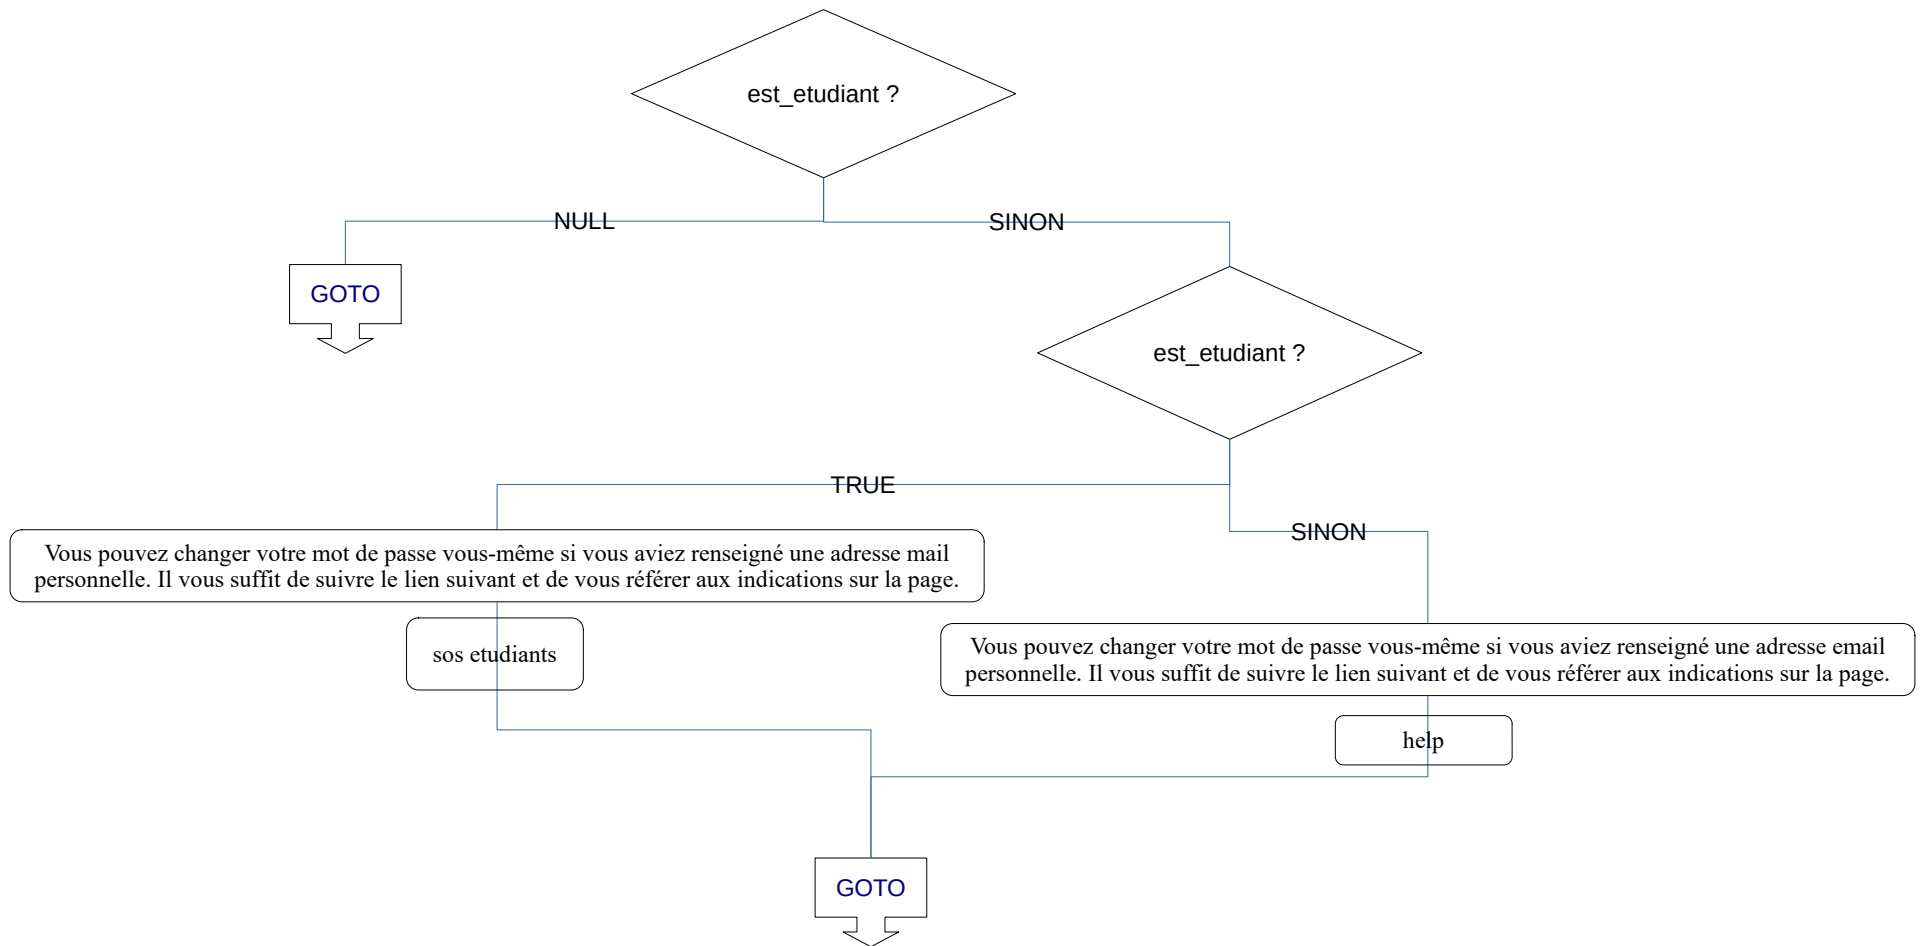 est_etudiant ?
NULL
SINON
GOTO
est_etudiant ?
TRUE
SINON
Vous pouvez changer votre mot de passe vous-même si vous aviez renseigné une adresse mail
personnelle. Il vous suffit de suivre le lien suivant et de vous référer aux indications sur la page.
sos etudiants
Vous pouvez changer votre mot de passe vous-même si vous aviez renseigné une adresse email
personnelle. Il vous suffit de suivre le lien suivant et de vous référer aux indications sur la page.
help
GOTO